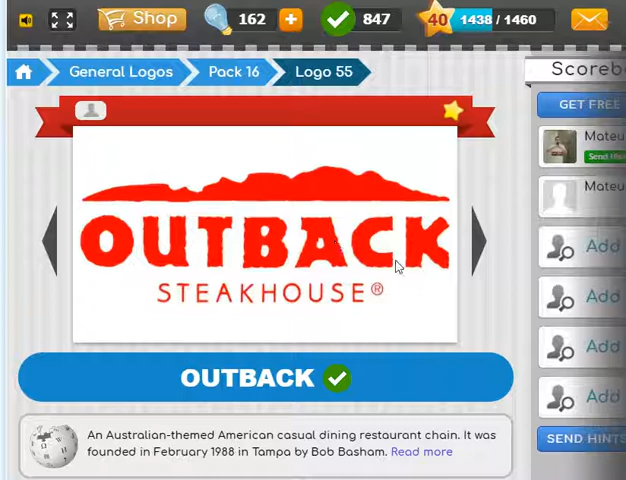 Shop 162 + 847 40 1438 / 1460
General Logos Pack 16 Logo 55
Scoreb
GET FREE
Mateu
Send Hin
Mateu
OUTBACK
STEAKHOUSE®
Add
Add
Add
Add
OUTBACK
SEND HINTS
An Australian-themed American casual dining restaurant chain. It was
founded in February 1988 in Tampa by Bob Basham. Read more